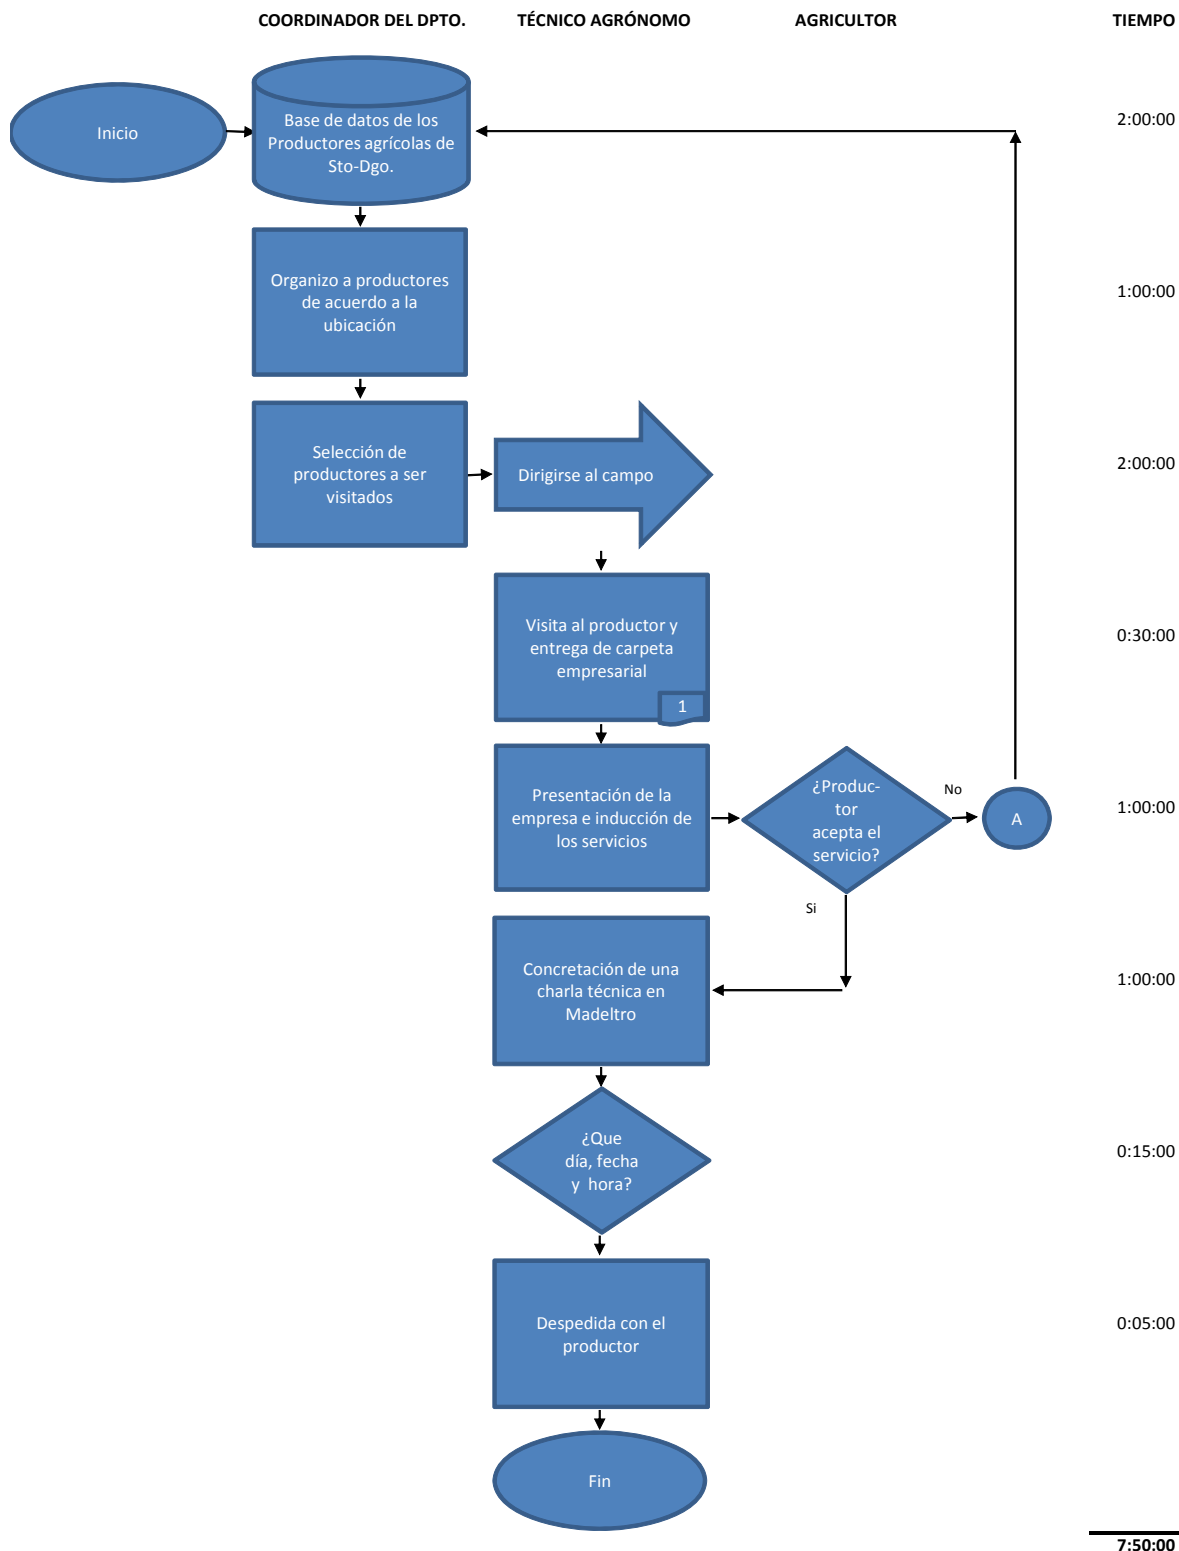 COORDINADOR DEL DPTO. TÉCNICO AGRÓNOMO AGRICULTOR TIEMPO
Inicio
Base de datos de los
Productores agrícolas de
Sto-Dgo.
2:00:00
Organizo a productores
de acuerdo a la
ubicación
1:00:00
Selección de
productores a ser
visitados
Dirigirse al campo
2:00:00
Visita al productor y
entrega de carpeta
empresarial
1
0:30:00
Presentación de la
empresa e inducción de
los servicios
¿Produc-
tor
acepta el
servicio?
No
A
1:00:00
Si
Concretación de una
charla técnica en
Madeltro
1:00:00
¿Que
día, fecha
y hora?
0:15:00
Despedida con el
productor
0:05:00
Fin
7:50:00